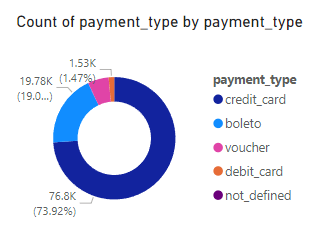 Count of payment_type by payment_type
1.53K
(1.47%)
19.78K
(19.0...)
76.8K
(73.92%)
payment_type
credit_card
boleto
voucher
debit_card
not_defined